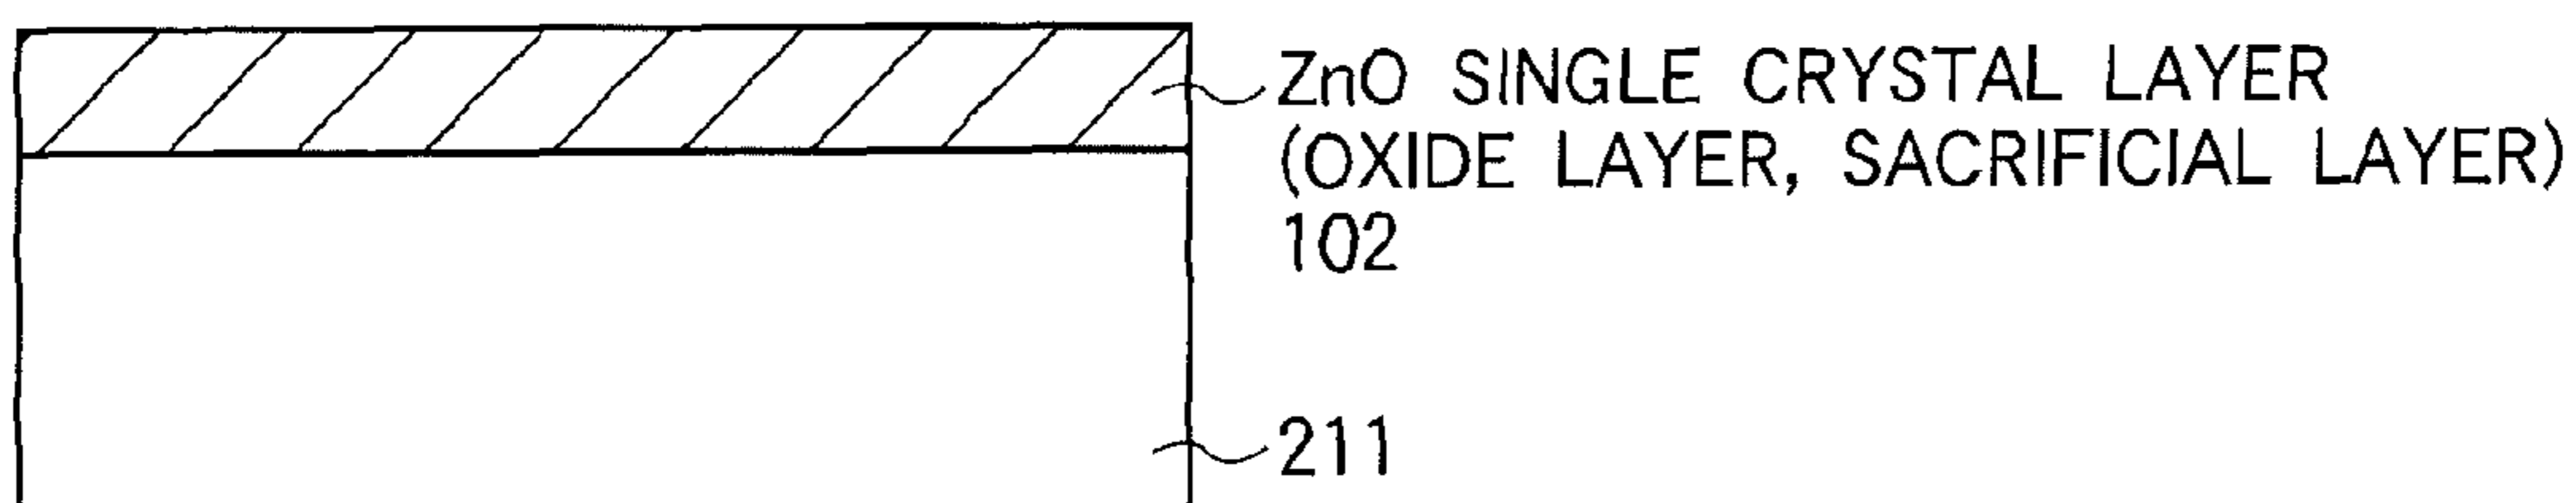 ZnO SINGLE CRYSTAL LAYER
(OXIDE LAYER, SACRIFICIAL LAYER)
102
211